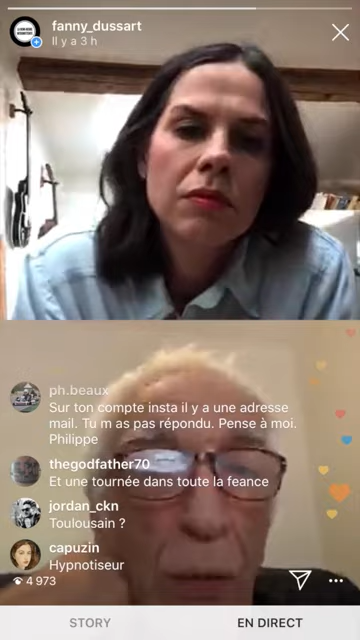 fanny_dussart
Il y a 3 h
ph.beaux
Sur ton compte insta il y a une adresse
mail. Tu m as pas répondu. Pense à moi.
Philippe
thegodfather70
Et une tournée dans toute la feance
jordan_ckn
Toulousain ?
capuzin
Hypnotiseur
4 973
STORY
EN DIRECT